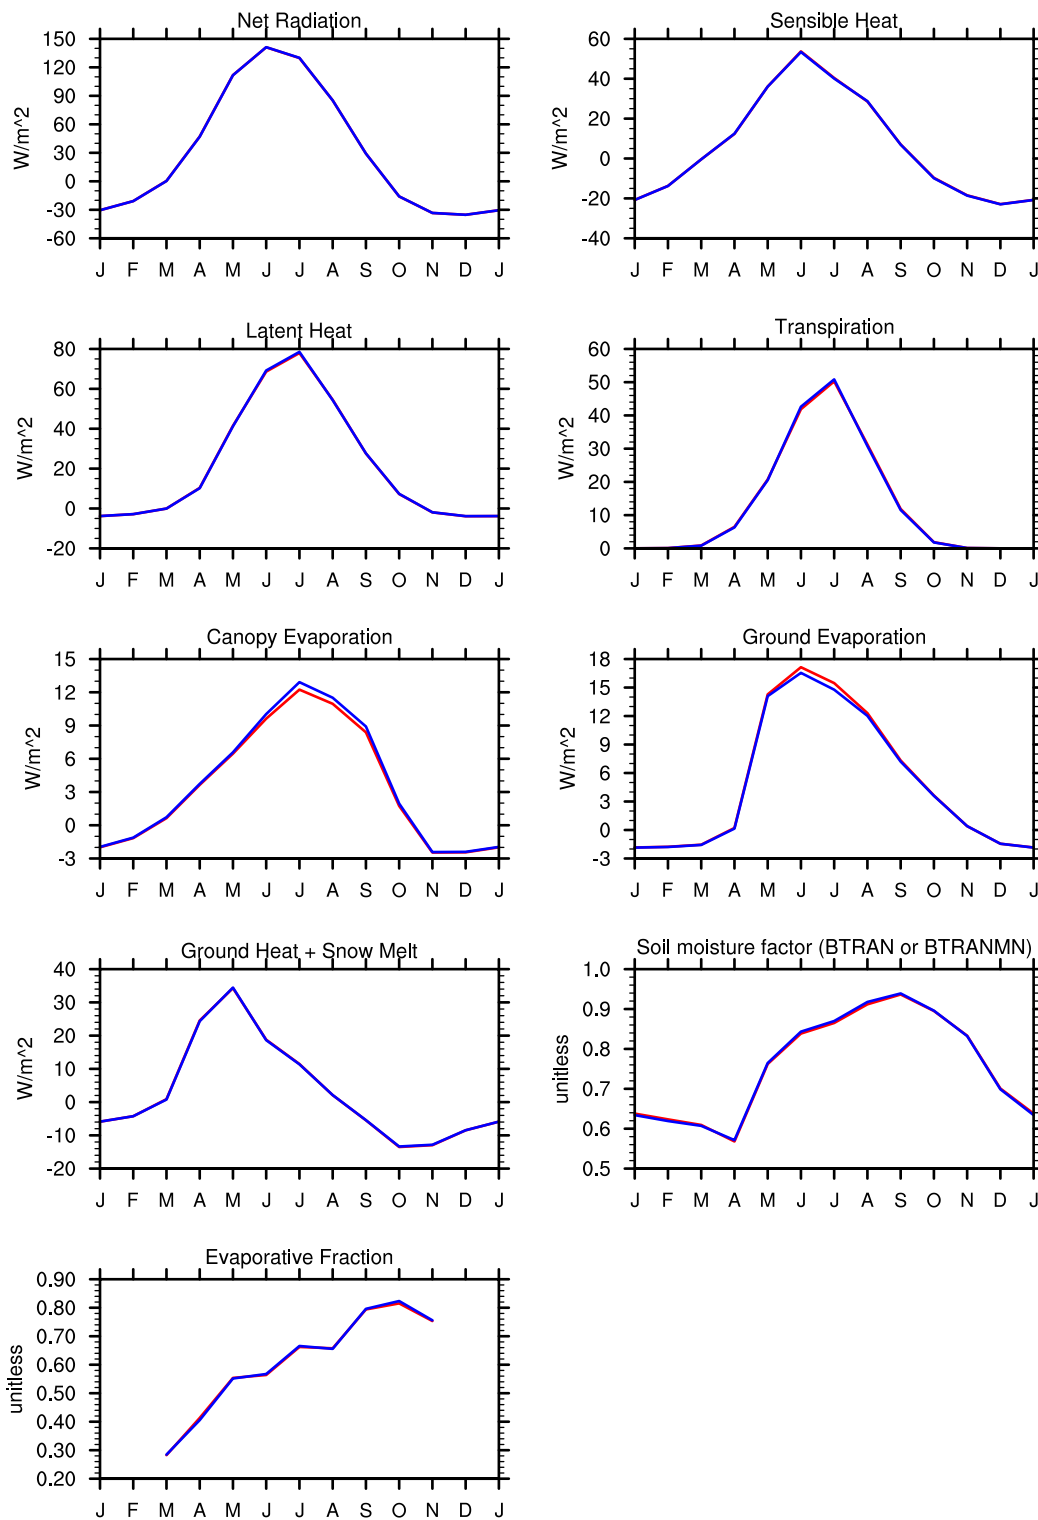 Net Radiation
150
120
90
60
30
0
-30
-60
W/m^2
J F M A M J J A S O N D J
Sensible Heat
60
40
20
0
-20
-40
W/m^2
J F M A M J J A S O N D J
Latent Heat
80
60
40
20
0
-20
W/m^2
J F M A M J J A S O N D J
Transpiration
60
50
40
30
20
10
0
W/m^2
J F M A M J J A S O N D J
Canopy Evaporation
15
12
9
6
3
0
-3
W/m^2
J F M A M J J A S O N D J
Ground Evaporation
18
15
12
9
6
3
0
-3
W/m^2
J F M A M J J A S O N D J
Ground Heat + Snow Melt
40
30
20
10
0
-10
-20
W/m^2
J F M A M J J A S O N D J
Soil moisture factor (BTRAN or BTRANMN)
1.0
0.9
0.8
0.7
0.6
0.5
unitless
J F M A M J J A S O N D J
Evaporative Fraction
0.90
0.80
0.70
0.60
0.50
0.40
0.30
0.20
unitless
J F M A M J J A S O N D J